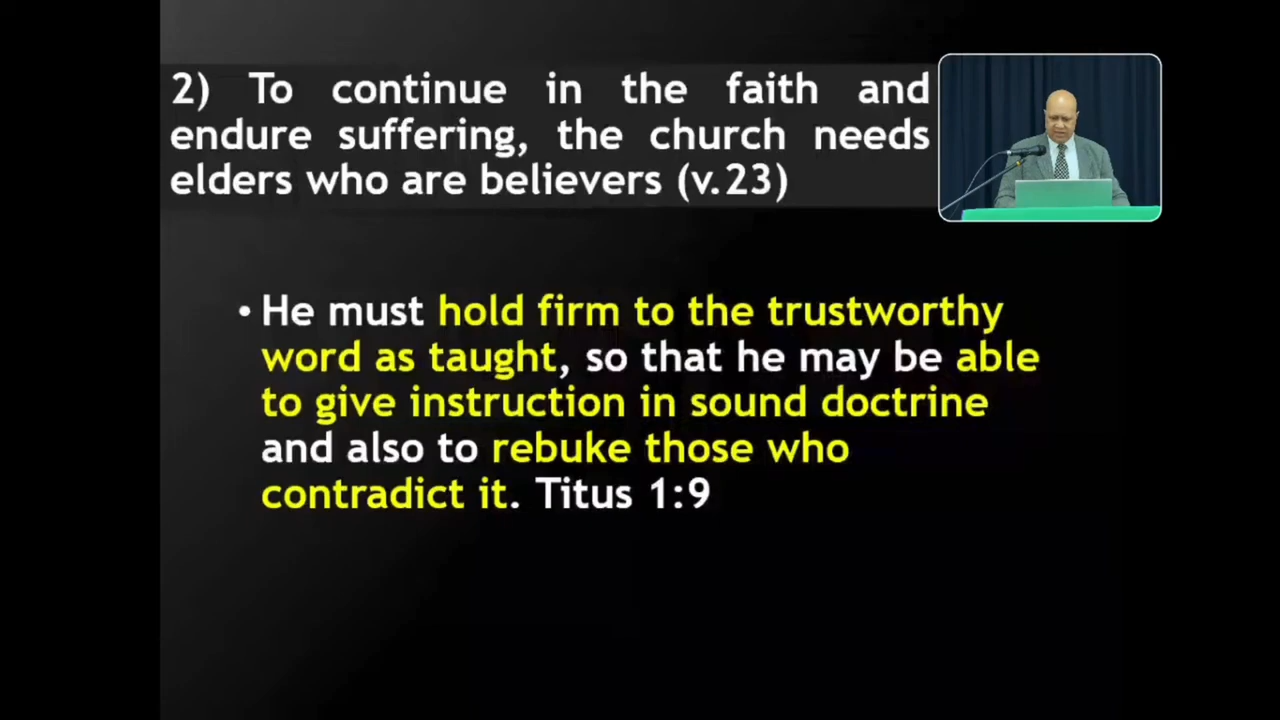 2) To continue in the faith and
endure suffering, the church needs
elders who are believers (v.23)
• He must hold firm to the trustworthy
word as taught, so that he may be able
to give instruction in sound doctrine
and also to rebuke those who
contradict it. Titus 1:9